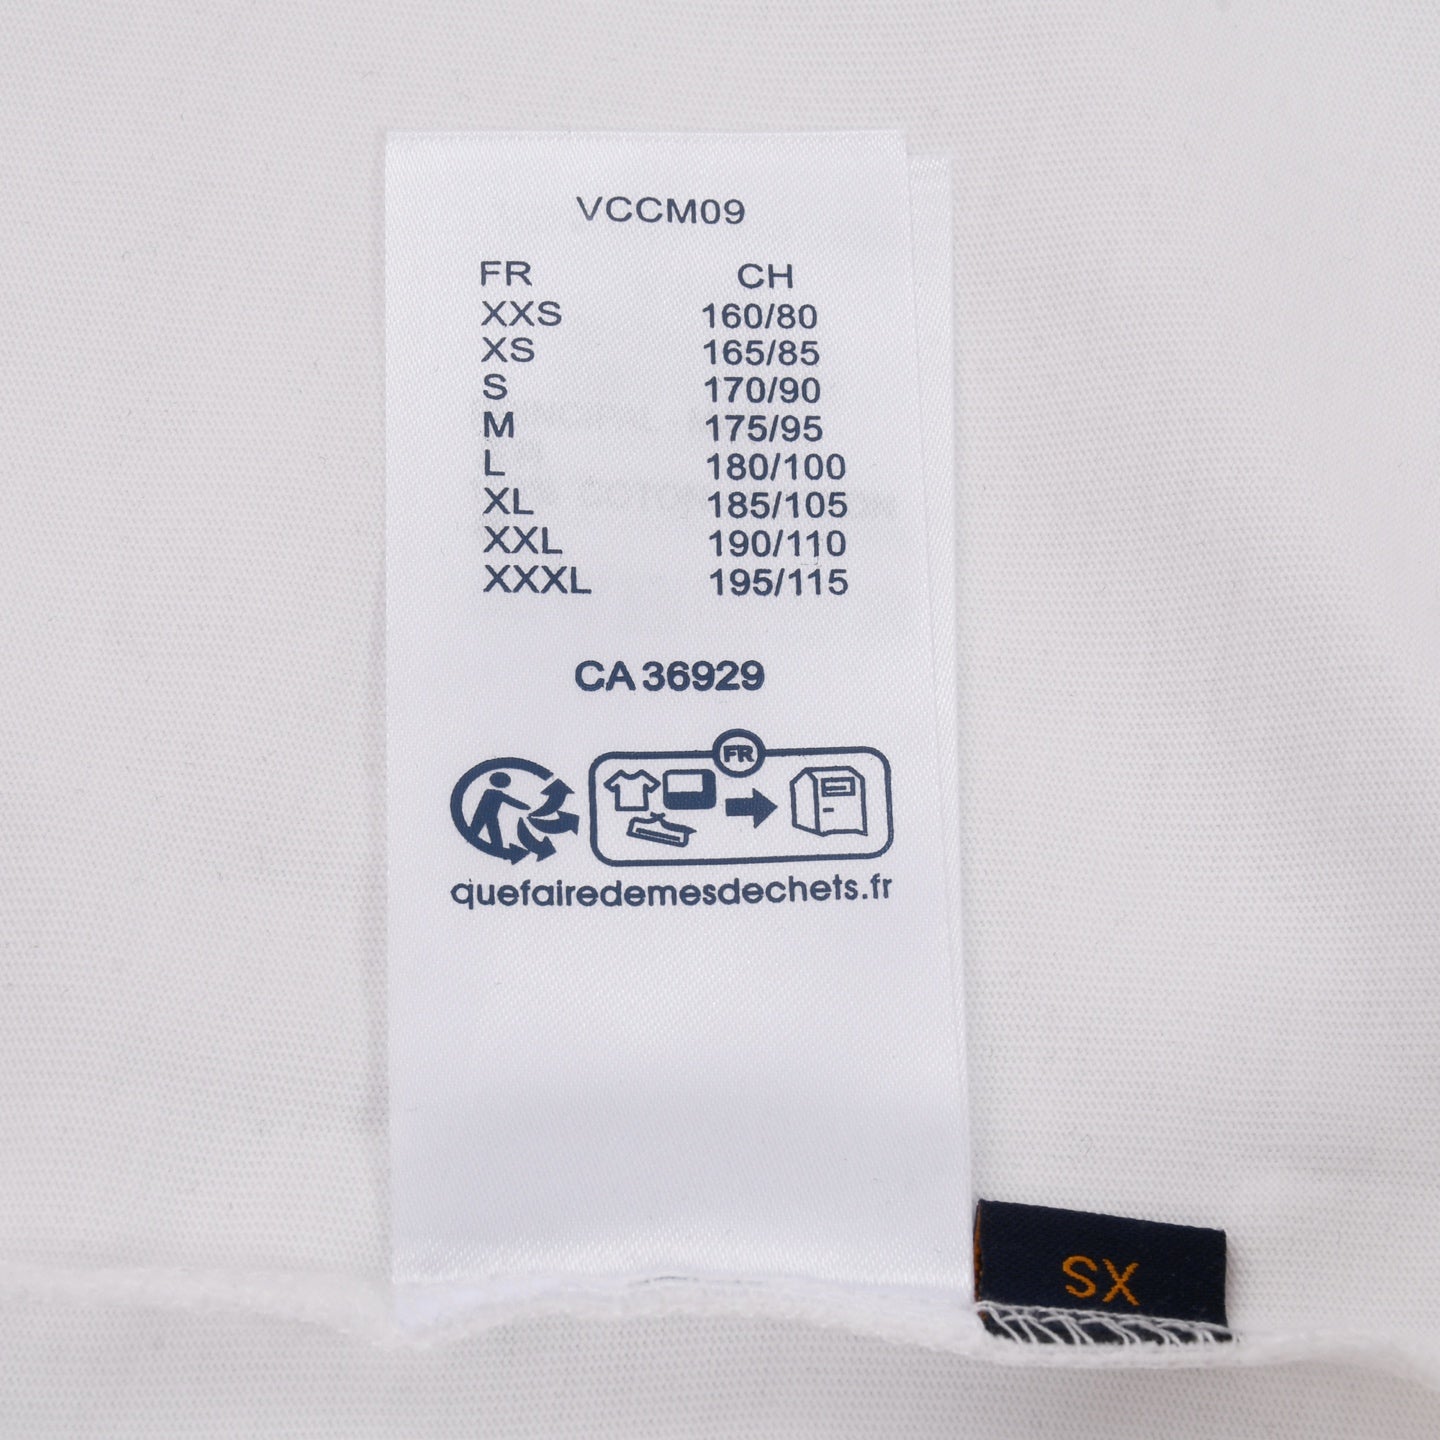 VCCM09
FR CH
XXS 160/80
XS 165/85
S 170/90
M 175/95
L 180/100
XL 185/105
XXL 190/110
XXXL 195/115
CA 36929
FR
quefairedemesdechets.fr
XS